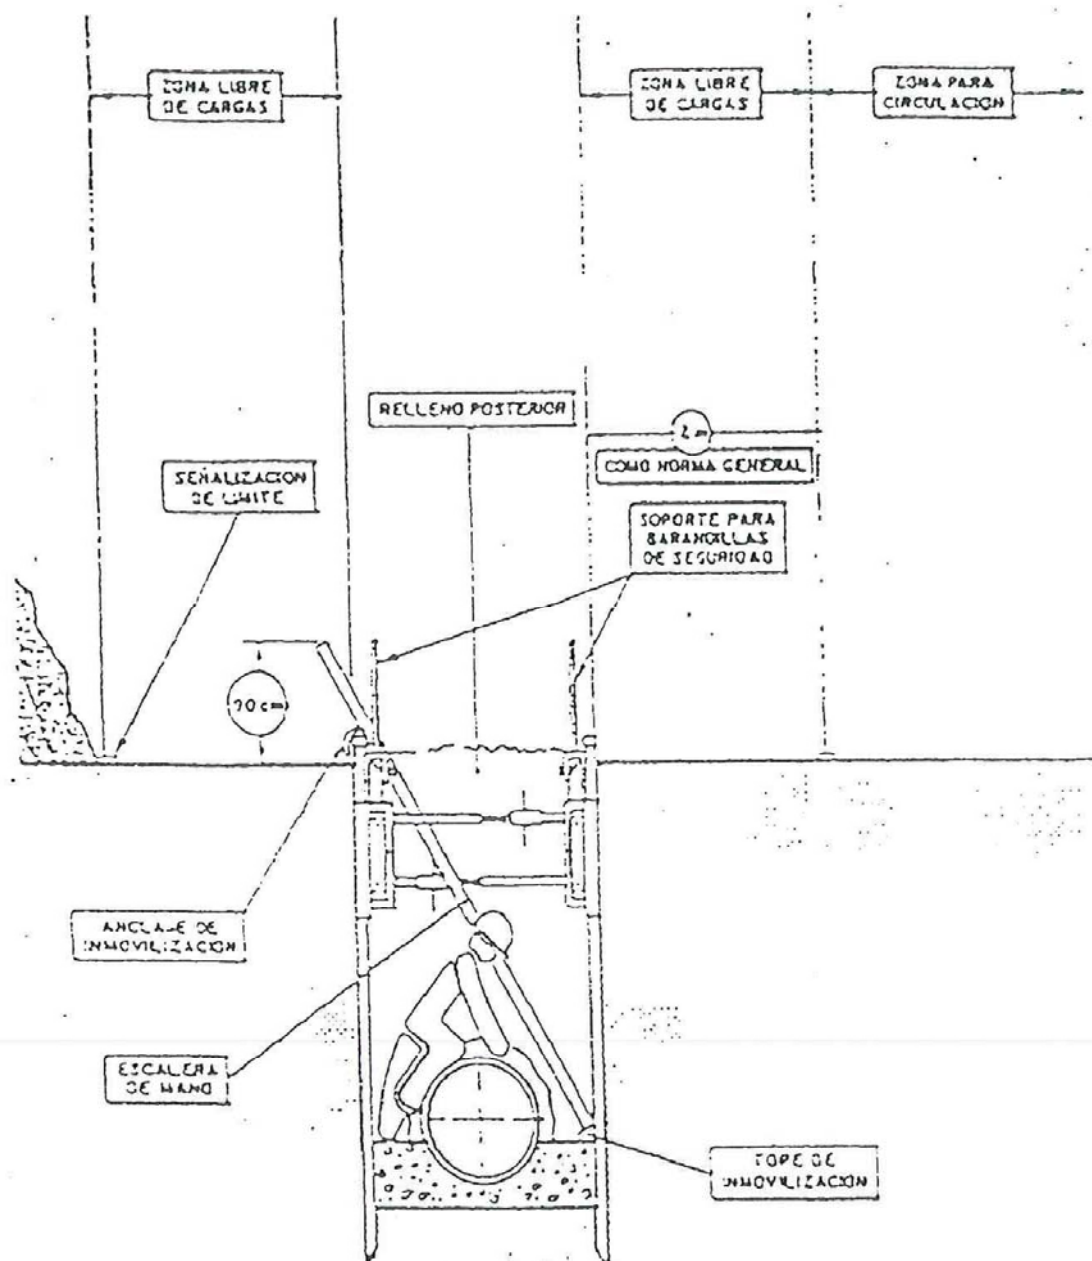 ZONA LIBRE
DE CARGAS
ZONA LIBRE
DE CARGAS
ZONA PARA
CIRCULACION
RELLENO POSTERIOR
2 m
COMO NORMA GENERAL
SEÑALIZACION
DE LIMITE
SOPORTE PARA
BARANDILLAS
DE SEGURIDAD
90 cm
ANCLAJE DE
INMOVILIZACION
ESCALERA
DE MANO
TOPE DE
INMOVILIZACION